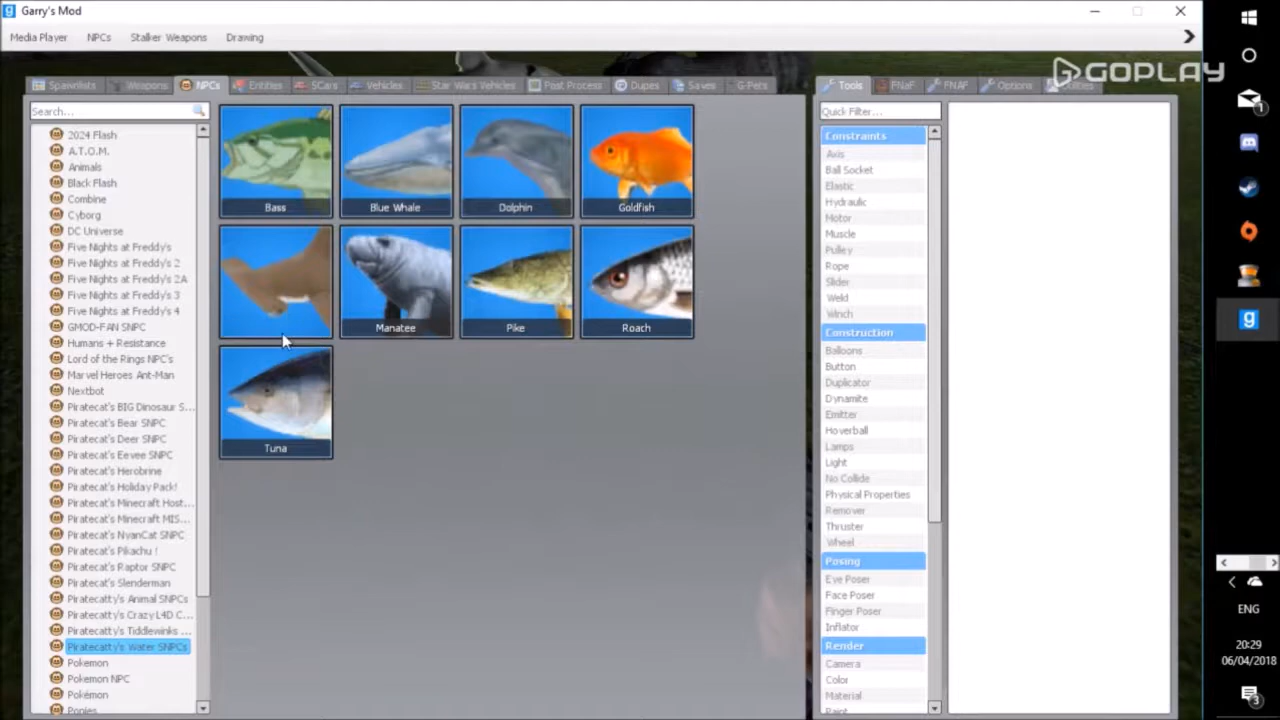 Garry's Mod
Media Player NPCs Stalker Weapons Drawing
Spawnlists Weapons NPCs Entities SCars Vehicles Star Wars Vehicles Post Process Dupes Saves G-Pets
Tools FNaF FNAF Options Utilities
GOPLAY
Search...
2024 Flash
A.T.O.M.
Animals
Black Flash
Combine
Cyborg
DC Universe
Five Nights at Freddy's
Five Nights at Freddy's 2
Five Nights at Freddy's 2A
Five Nights at Freddy's 3
Five Nights at Freddy's 4
GMOD-FAN SNPC
Humans + Resistance
Lord of the Rings NPC's
Marvel Heroes Ant-Man
Nextbot
Piratecat's BIG Dinosaur S...
Piratecat's Bear SNPC
Piratecat's Deer SNPC
Piratecat's Eevee SNPC
Piratecat's Herobrine
Piratecat's Holiday Pack!
Piratecat's Minecraft Host...
Piratecat's Minecraft MIS...
Piratecat's NyanCat SNPC
Piratecat's Pikachu !
Piratecat's Raptor SNPC
Piratecat's Slenderman
Piratecatty's Animal SNPCs
Piratecatty's Crazy L4D C...
Piratecatty's Tiddlewinks ...
Piratecatty's Water SNPCs
Pokemon
Pokemon NPC
Pokémon
Ponies
Bass
Blue Whale
Dolphin
Goldfish
Manatee
Pike
Roach
Tuna
Quick Filter...
Constraints
Axis
Ball Socket
Elastic
Hydraulic
Motor
Muscle
Pulley
Rope
Slider
Weld
Winch
Construction
Balloons
Button
Duplicator
Dynamite
Emitter
Hoverball
Lamps
Light
No Collide
Physical Properties
Remover
Thruster
Wheel
Posing
Eye Poser
Face Poser
Finger Poser
Inflator
Render
Camera
Color
Material
Paint
1
ENG
20:29
06/04/2018
3